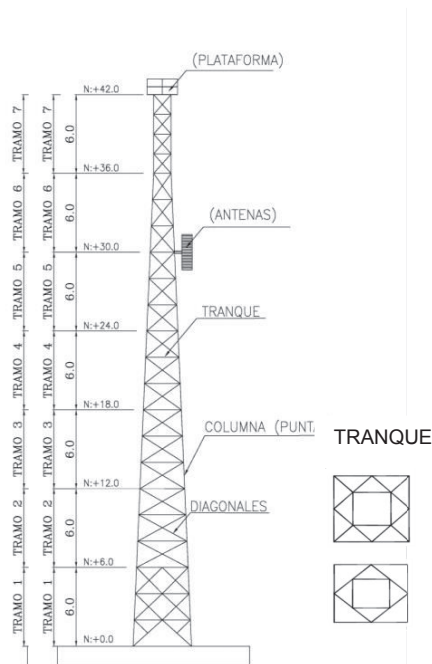 (PLATAFORMA)
N:+42.0
TRAMO 7
TRAMO 7
6.0
N:+36.0
TRAMO 6
TRAMO 6
6.0
(ANTENAS)
N:+30.0
TRAMO 5
TRAMO 5
6.0
TRANQUE
N:+24.0
TRAMO 4
TRAMO 4
6.0
N:+18.0
TRAMO 3
TRAMO 3
6.0
COLUMNA (PUNT
TRANQUE
N:+12.0
TRAMO 2
TRAMO 2
6.0
DIAGONALES
N:+6.0
TRAMO 1
TRAMO 1
6.0
N:+0.0